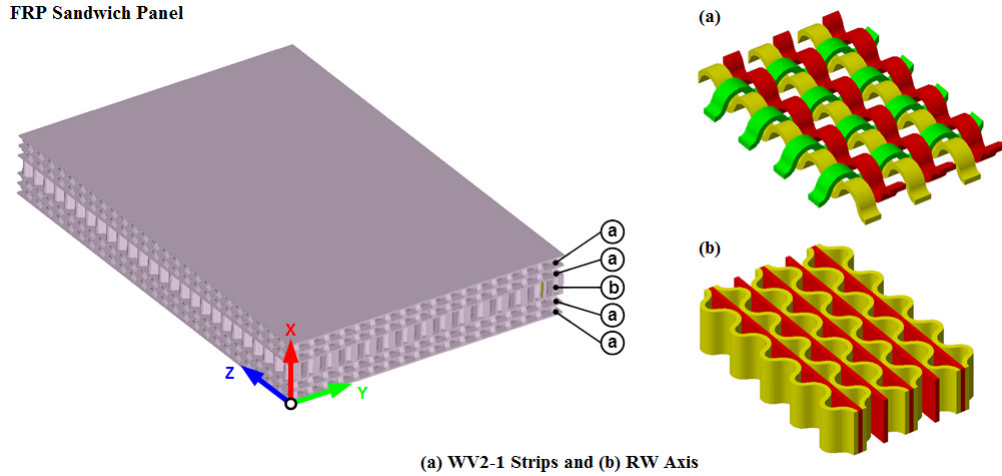 FRP Sandwich Panel
(a)
a
a
b
a
a
X
Z
Y
(b)
(a) WV2-1 Strips and (b) RW Axis